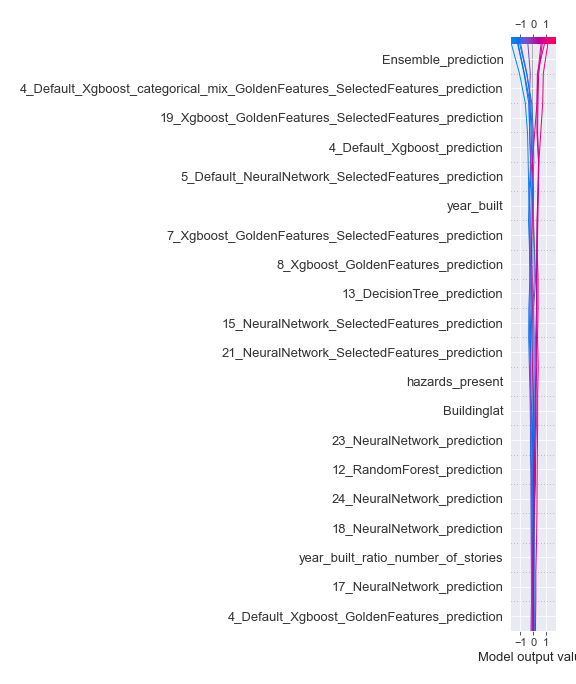 −1 0 1
Ensemble_prediction
4_Default_Xgboost_categorical_mix_GoldenFeatures_SelectedFeatures_prediction
19_Xgboost_GoldenFeatures_SelectedFeatures_prediction
4_Default_Xgboost_prediction
5_Default_NeuralNetwork_SelectedFeatures_prediction
year_built
7_Xgboost_GoldenFeatures_SelectedFeatures_prediction
8_Xgboost_GoldenFeatures_prediction
13_DecisionTree_prediction
15_NeuralNetwork_SelectedFeatures_prediction
21_NeuralNetwork_SelectedFeatures_prediction
hazards_present
Buildinglat
23_NeuralNetwork_prediction
12_RandomForest_prediction
24_NeuralNetwork_prediction
18_NeuralNetwork_prediction
year_built_ratio_number_of_stories
17_NeuralNetwork_prediction
4_Default_Xgboost_GoldenFeatures_prediction
−1 0 1
Model output valu